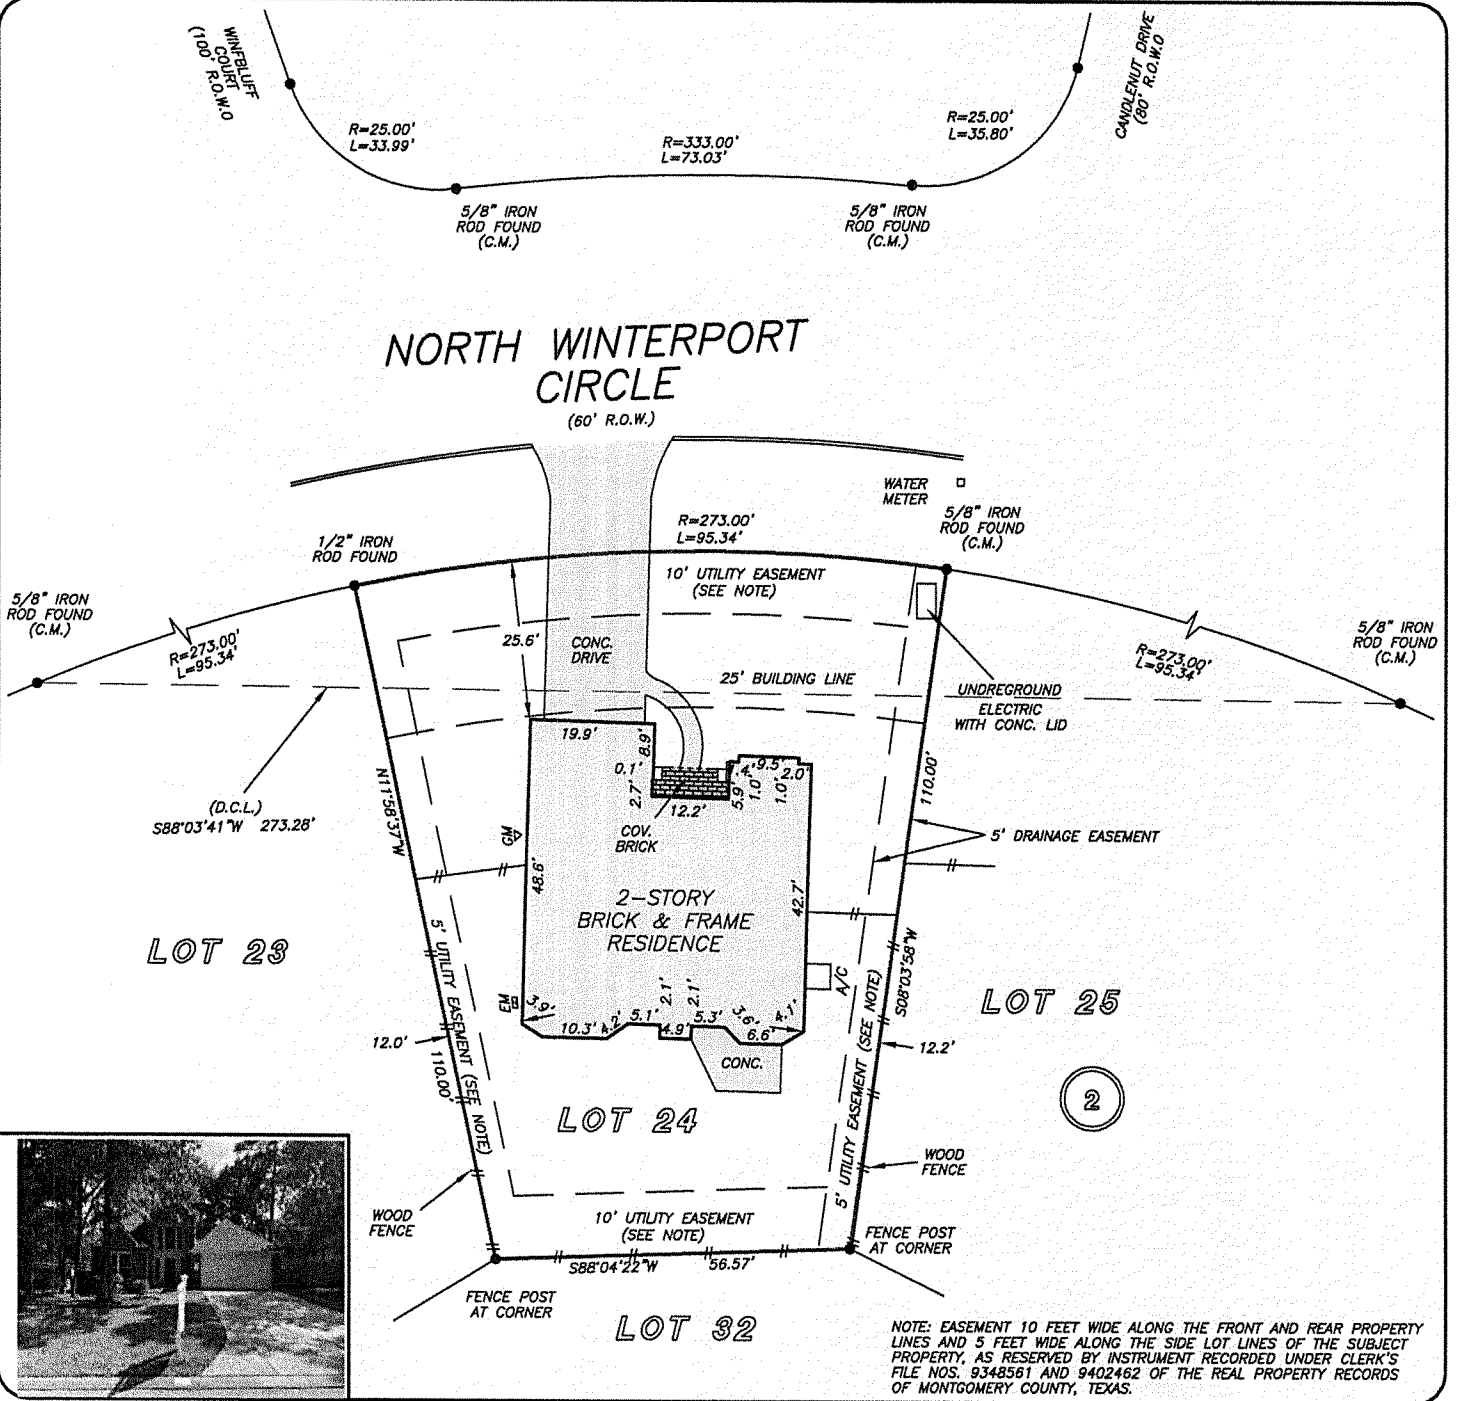 WINFBLUFF
COURT
(100' R.O.W.O
CANDLENUT DRIVE
(80' R.O.W.O
R=25.00'
L=33.99'
R=333.00'
L=73.03'
R=25.00'
L=35.80'
5/8" IRON
ROD FOUND
(C.M.)
5/8" IRON
ROD FOUND
(C.M.)
NORTH WINTERPORT
CIRCLE
(60' R.O.W.)
WATER
METER
5/8" IRON
ROD FOUND
(C.M.)
R=273.00'
L=95.34'
1/2" IRON
ROD FOUND
10' UTILITY EASEMENT
(SEE NOTE)
5/8" IRON
ROD FOUND
(C.M.)
R=273.00'
L=95.34'
25.6'
CONC.
DRIVE
25' BUILDING LINE
R=273.00'
L=95.34'
5/8" IRON
ROD FOUND
(C.M.)
UNDREGROUND
ELECTRIC
WITH CONC. LID
19.9'
8.9'
0.1'
2.7'
12.2'
5.9'
.4'
9.5'
1.0'
1.0'
2.0'
COV.
BRICK
(D.C.L.)
S88°03'41"W 273.28'
N11°58'37"W
110.00'
5' DRAINAGE EASEMENT
GM
48.6'
42.7'
2-STORY
BRICK & FRAME
RESIDENCE
LOT 23
5' UTILITY EASEMENT (SEE NOTE)
S08°03'58"W
LOT 25
EM
A/C
3.9'
10.3'
4.2'
5.1'
2.1'
4.9'
2.1'
5.3'
3.6'
6.6'
4.1'
CONC.
12.0'
110.00'
12.2'
2
LOT 24
5' UTILITY EASEMENT (SEE NOTE)
WOOD
FENCE
WOOD
FENCE
10' UTILITY EASEMENT
(SEE NOTE)
FENCE POST
AT CORNER
S88°04'22"W 56.57'
FENCE POST
AT CORNER
LOT 32
NOTE: EASEMENT 10 FEET WIDE ALONG THE FRONT AND REAR PROPERTY
LINES AND 5 FEET WIDE ALONG THE SIDE LOT LINES OF THE SUBJECT
PROPERTY, AS RESERVED BY INSTRUMENT RECORDED UNDER CLERK'S
FILE NOS. 9348561 AND 9402462 OF THE REAL PROPERTY RECORDS
OF MONTGOMERY COUNTY, TEXAS.